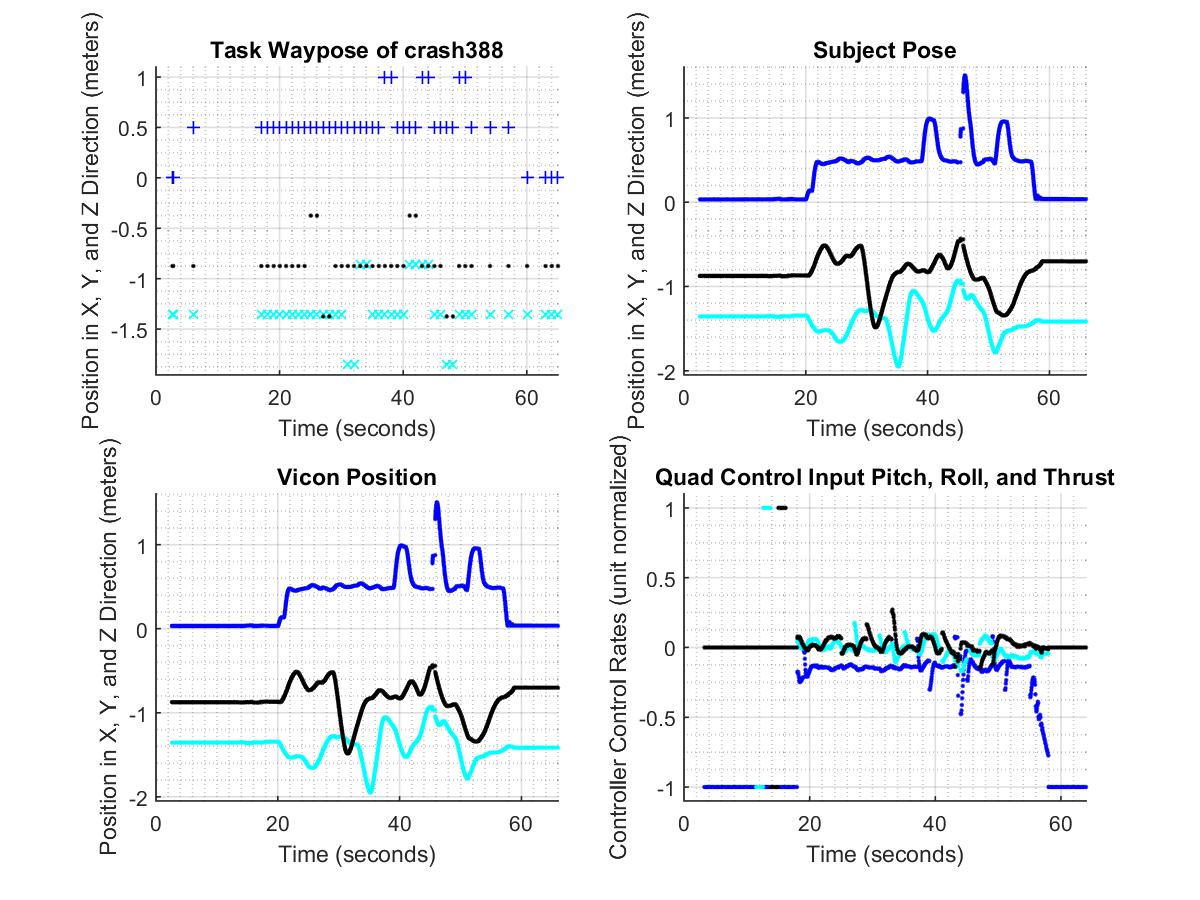 Task Waypose of crash388
Position in X, Y, and Z Direction (meters)
1
0.5
0
-0.5
-1
-1.5
0
20
40
60
Time (seconds)
Subject Pose
Position in X, Y, and Z Direction (meters)
1
0
-1
-2
0
20
40
60
Time (seconds)
Vicon Position
Position in X, Y, and Z Direction (meters)
1
0
-1
-2
0
20
40
60
Time (seconds)
Quad Control Input Pitch, Roll, and Thrust
Controller Control Rates (unit normalized)
1
0.5
0
-0.5
-1
0
20
40
60
Time (seconds)